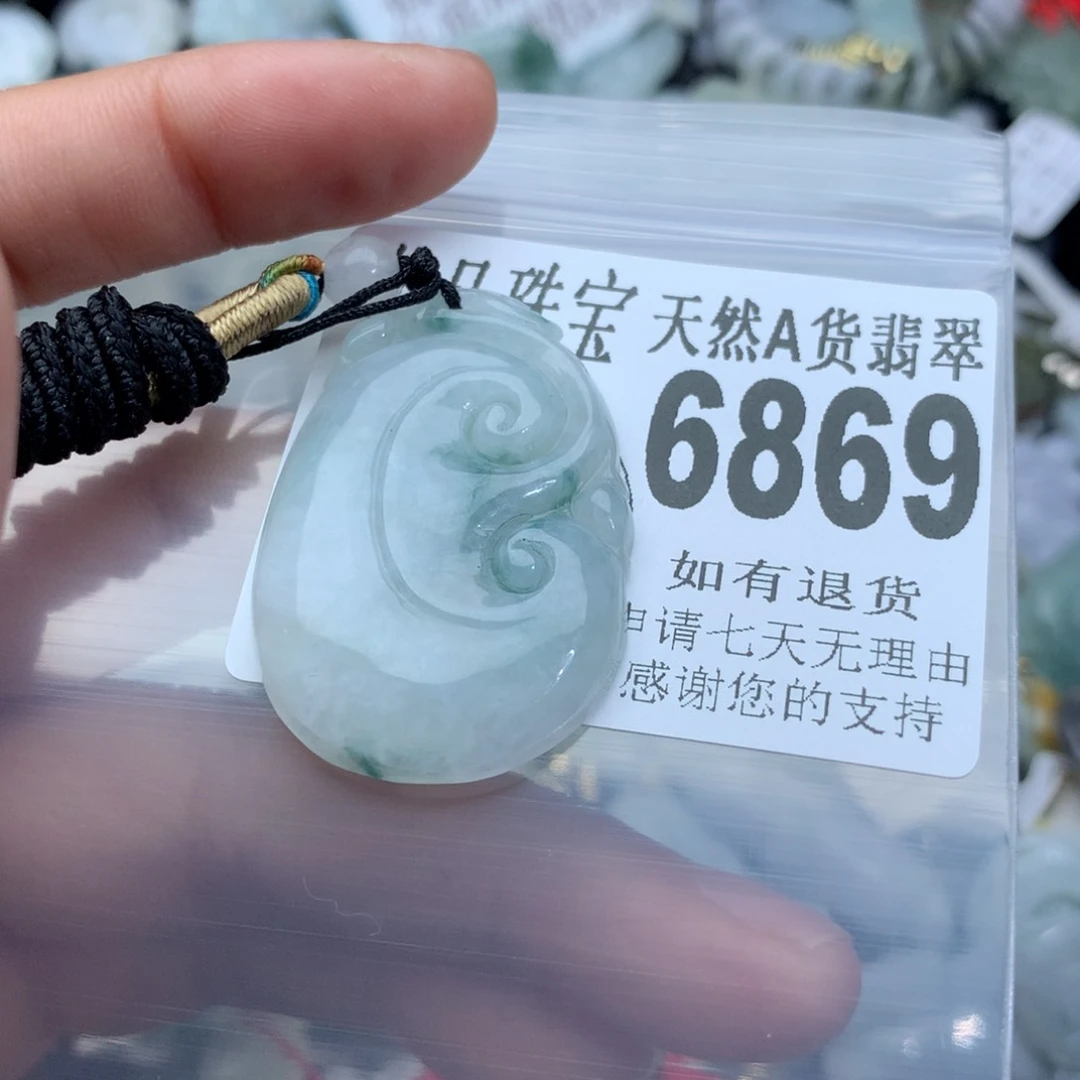 珠宝 天然A货翡翠
6869
如有退货
申请七天无理由
感谢您的支持